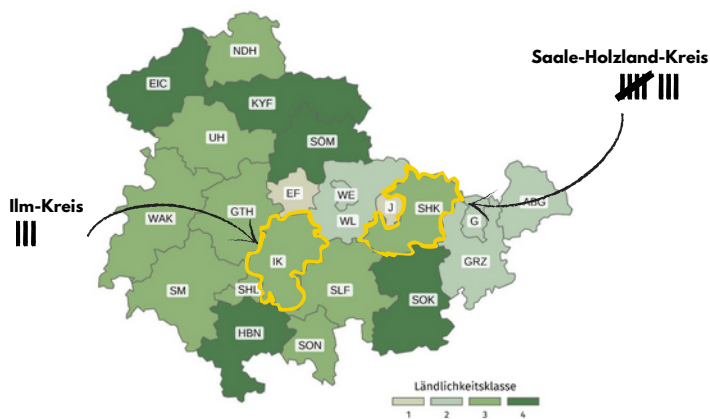 NDH
Saale-Holzland-Kreis
EIC
KYF
UH
SÖM
EF
WE
ABG
Ilm-Kreis
WAK
GTH
WL
J
SHK
G
IK
GRZ
SM
SHL
SLF
SOK
HBN
SON
Ländlichkeitsklasse
1 2 3 4